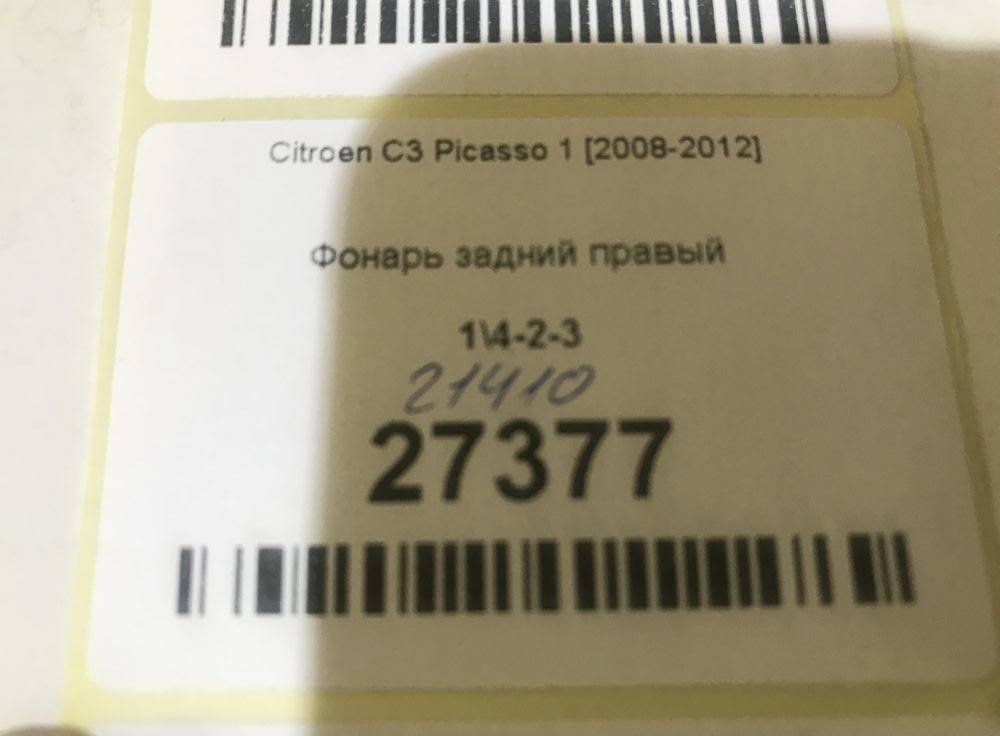 Citroen C3 Picasso 1 [2008-2012]
Фонарь задний правый
1\4-2-3
21410
27377